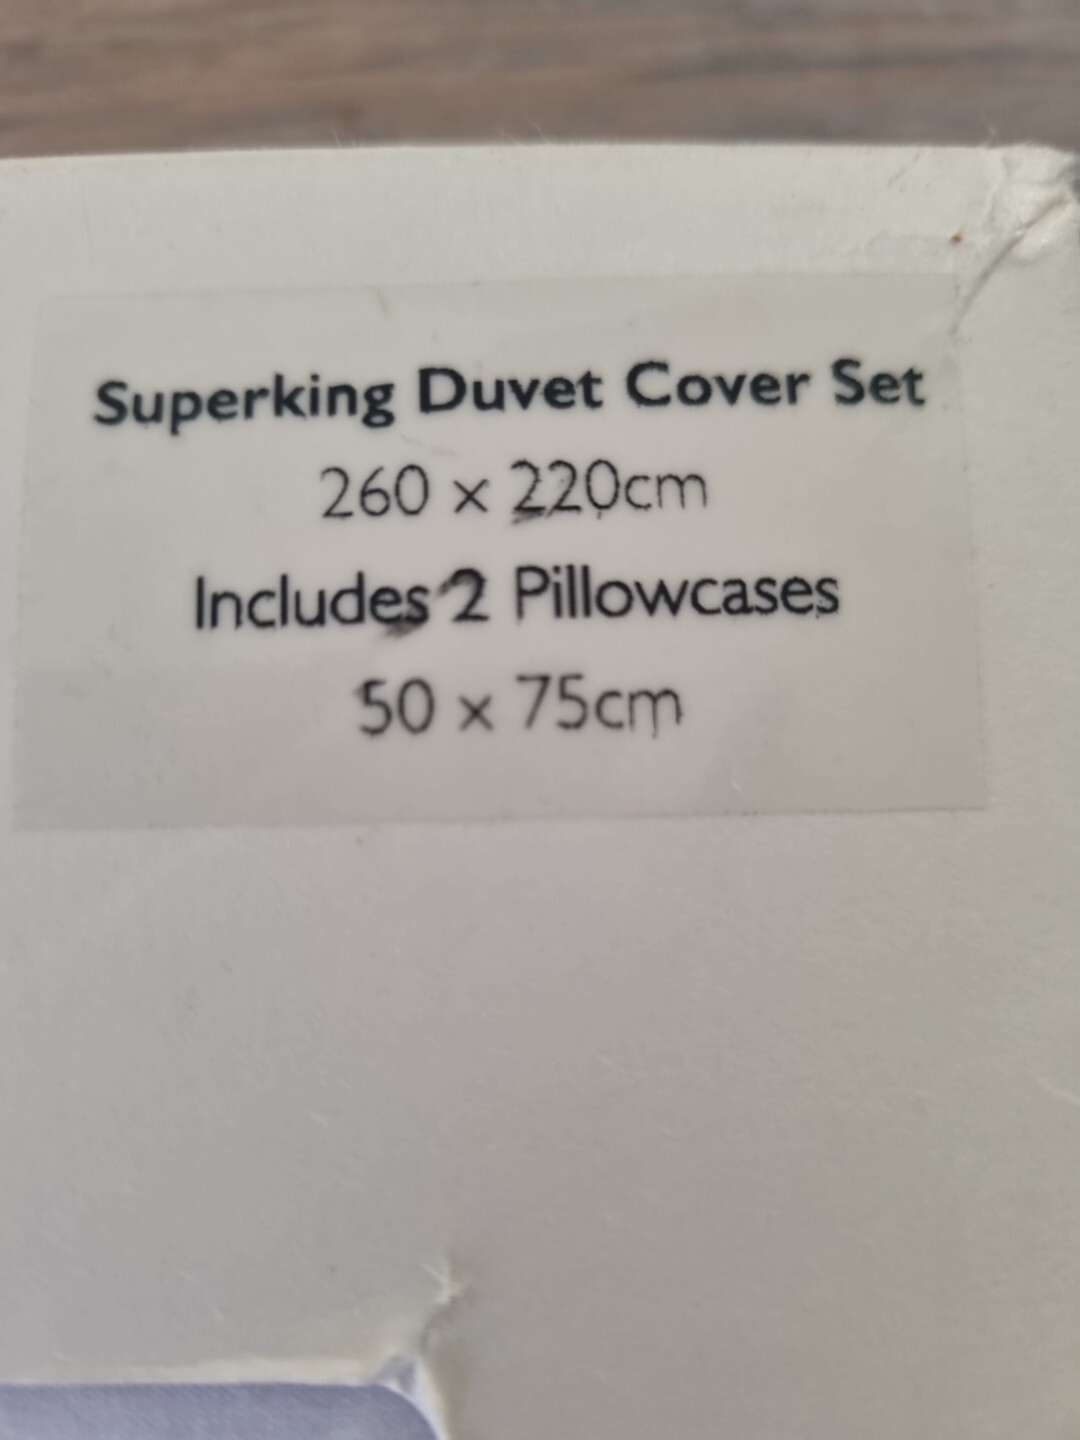 Superking Duvet Cover Set
260 x 220cm
Includes 2 Pillowcases
50 x 75cm